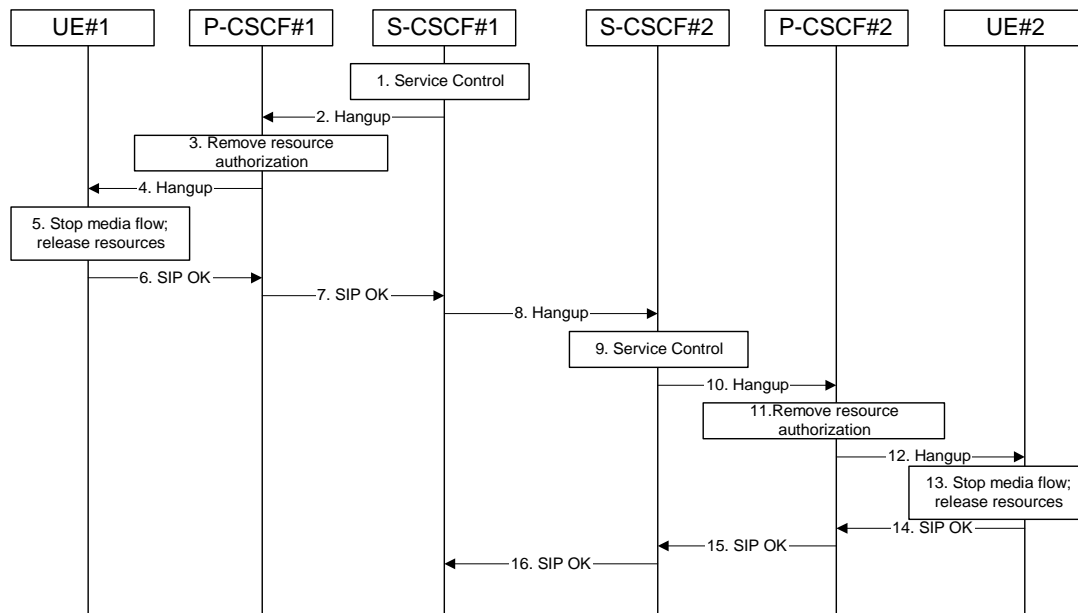 UE#1
P-CSCF#1
S-CSCF#1
S-CSCF#2
P-CSCF#2
UE#2
1. Service Control
2. Hangup
3. Remove resource
authorization
4. Hangup
5. Stop media flow;
release resources
6. SIP OK
7. SIP OK
8. Hangup
9. Service Control
10. Hangup
11.Remove resource
authorization
12. Hangup
13. Stop media flow;
release resources
14. SIP OK
15. SIP OK
16. SIP OK